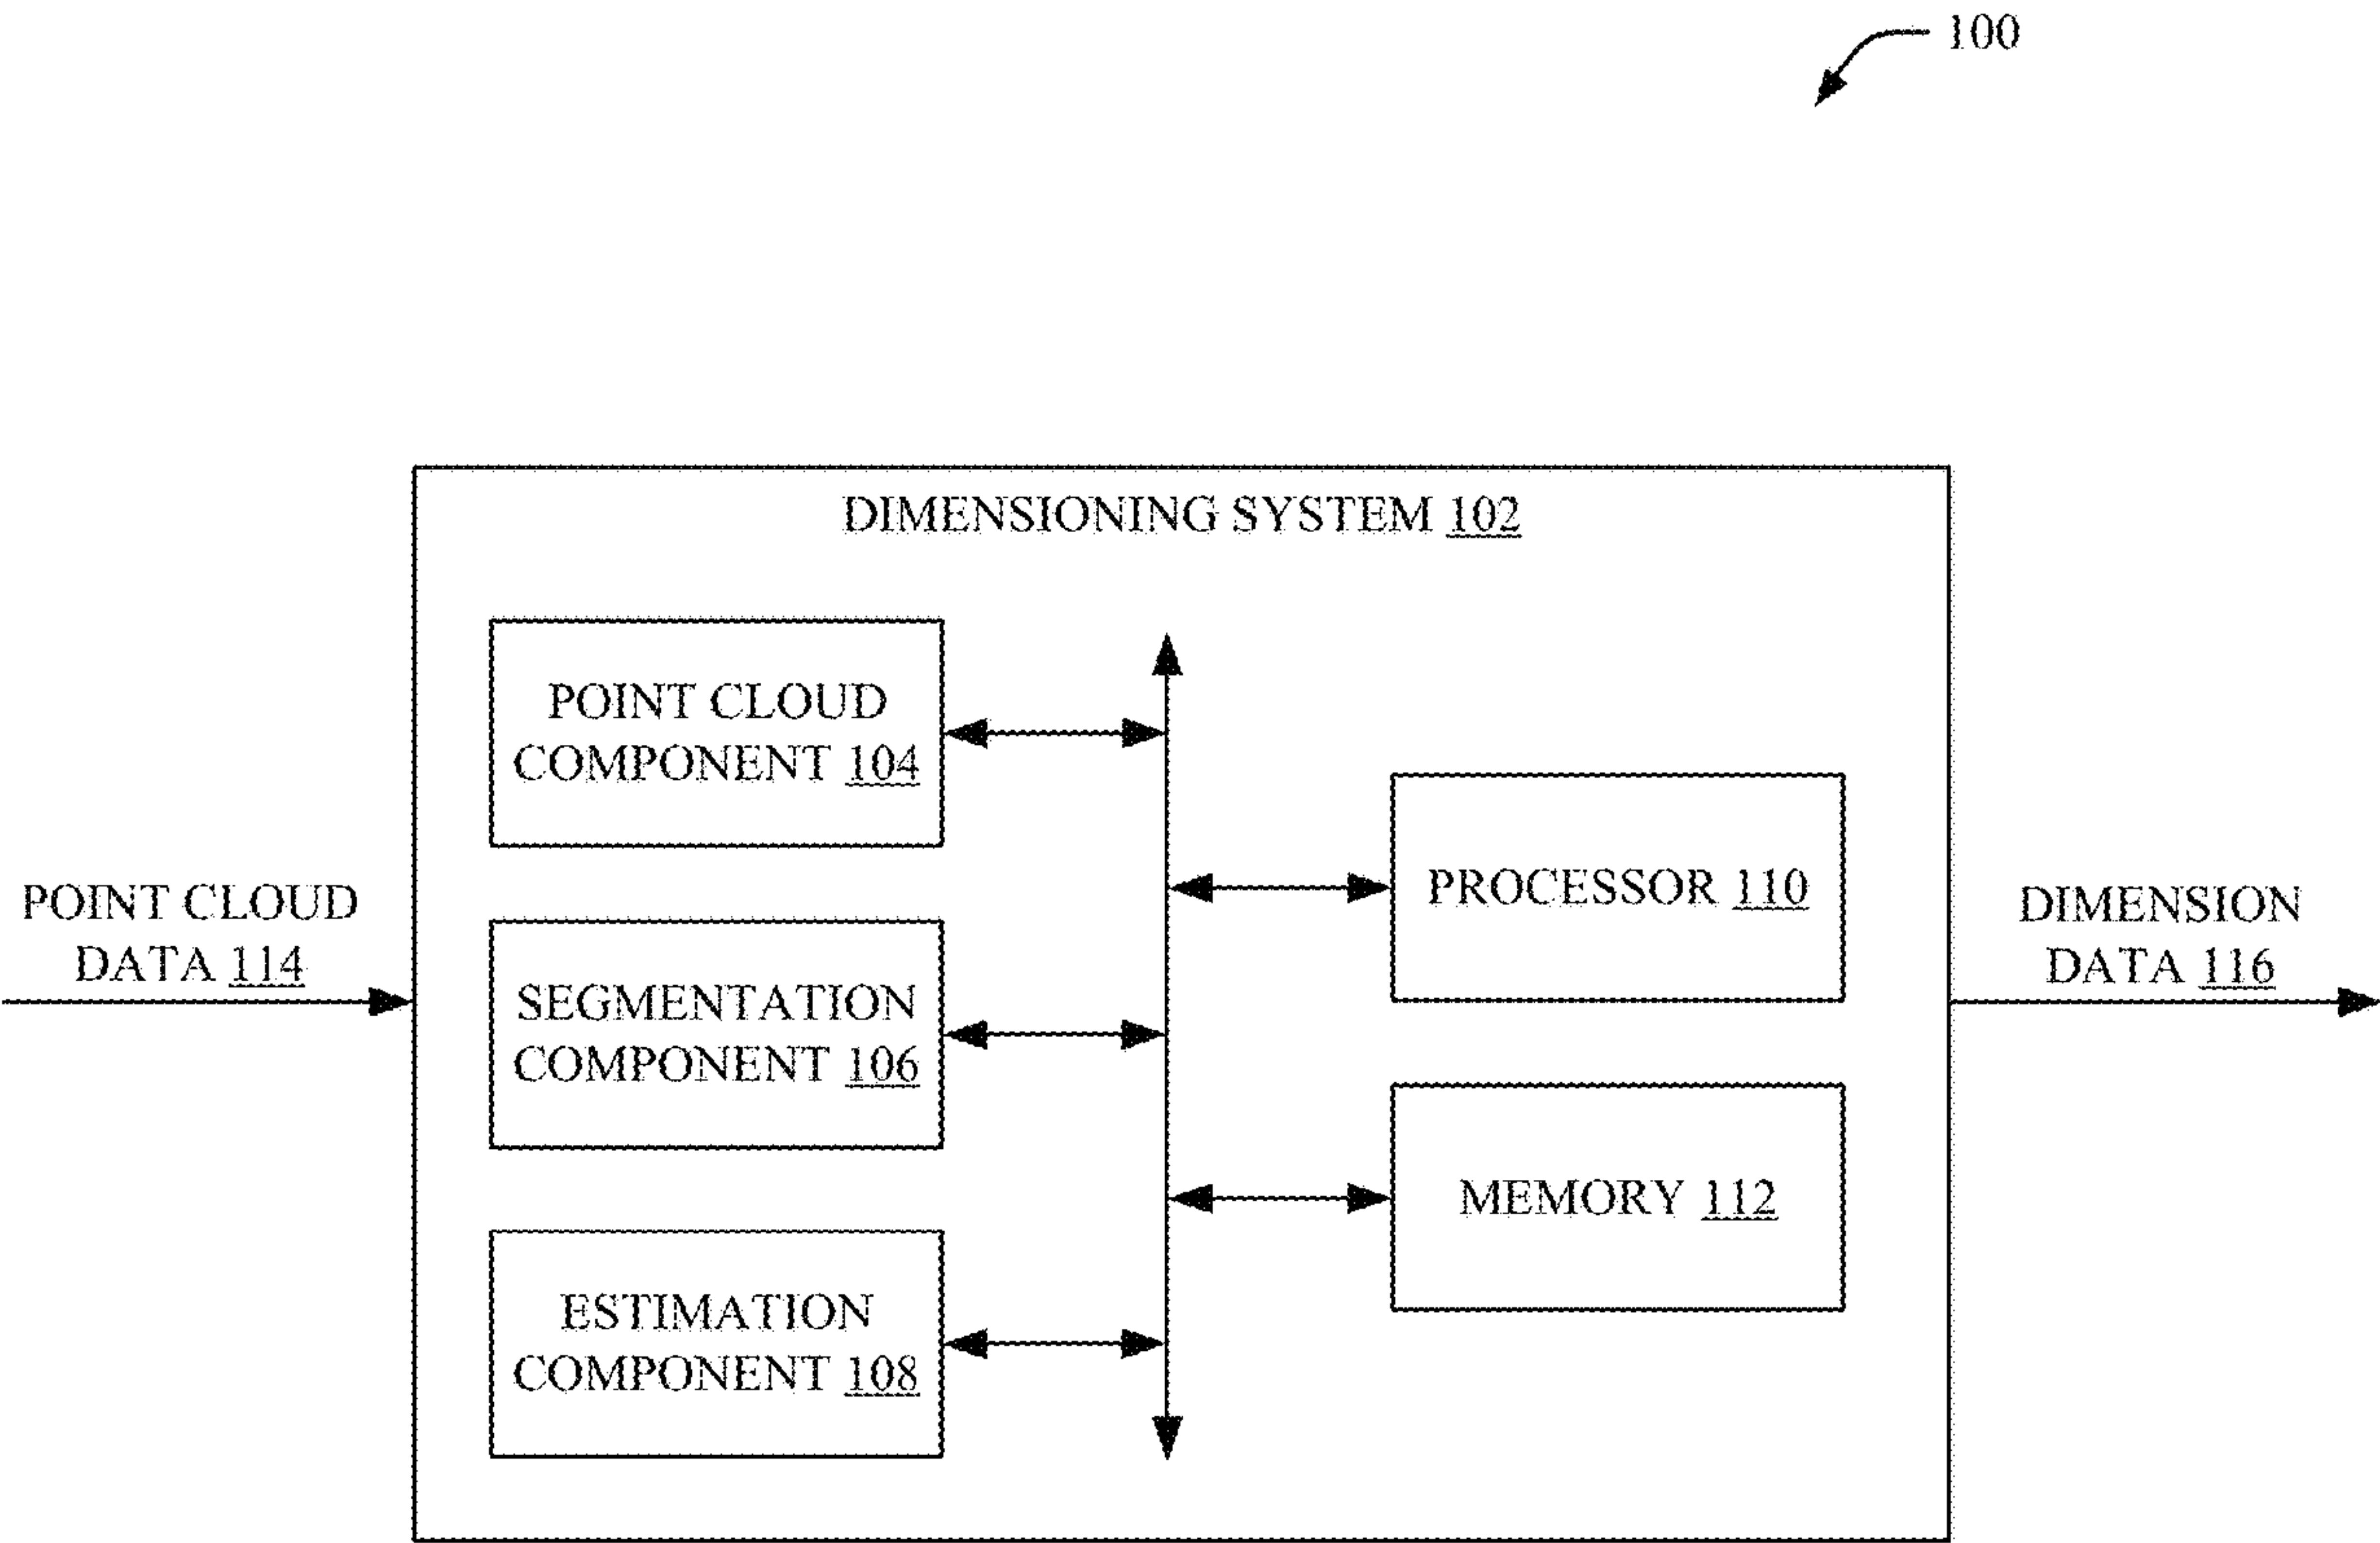 100
DIMENSIONING SYSTEM 102
POINT CLOUD
COMPONENT 104
PROCESSOR 110
POINT CLOUD
DATA 114
DIMENSION
DATA 116
SEGMENTATION
COMPONENT 106
MEMORY 112
ESTIMATION
COMPONENT 108